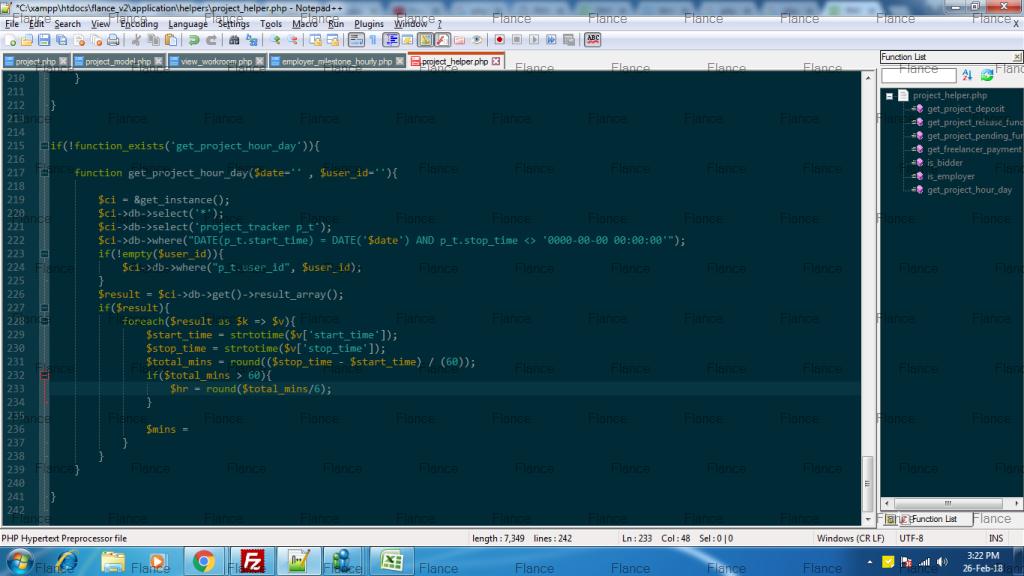 *C:\xampp\htdocs\flance_v2\application\helpers\project_helper.php - Notepad++
File Edit Search View Encoding Language Settings Tools Macro Run Plugins Window ? X
project.php project_model.php view_workroom.php employer_milestone_hourly.php project_helper.php
Function List
210 }
211
212 }
213
214
215 if(!function_exists('get_project_hour_day')){
216
217 function get_project_hour_day($date='' , $user_id=''){
218
219 $ci = &get_instance();
220 $ci->db->select('*');
221 $ci->db->select('project_tracker p_t');
222 $ci->db->where("DATE(p_t.start_time) = DATE('$date') AND p_t.stop_time <> '0000-00-00 00:00:00'");
223 if(!empty($user_id)){
224 $ci->db->where("p_t.user_id", $user_id);
225 }
226 $result = $ci->db->get()->result_array();
227 if($result){
228 foreach($result as $k => $v){
229 $start_time = strtotime($v['start_time']);
230 $stop_time = strtotime($v['stop_time']);
231 $total_mins = round(($stop_time - $start_time) / (60));
232 if($total_mins > 60){
233 $hr = round($total_mins/6);
234 }
235
236 $mins =
237 }
238 }
239 }
240
241 }
242
project_helper.php
get_project_deposit
get_project_release_func
get_project_pending_fun
get_freelancer_payment
is_bidder
is_employer
get_project_hour_day
Function List
PHP Hypertext Preprocessor file length : 7,349 lines : 242 Ln : 233 Col : 48 Sel : 0 | 0 Windows (CR LF) UTF-8 INS
3:22 PM
26-Feb-18
Flance